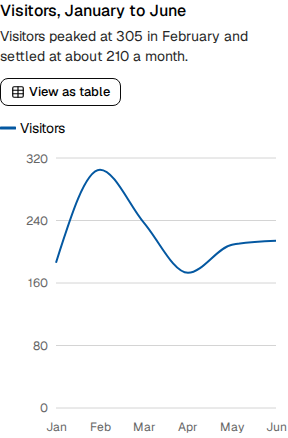 Visitors, January to June
Visitors peaked at 305 in February and
settled at about 210 a month.
View as table
Visitors
320
240
160
80
0
Jan Feb Mar Apr May Jun